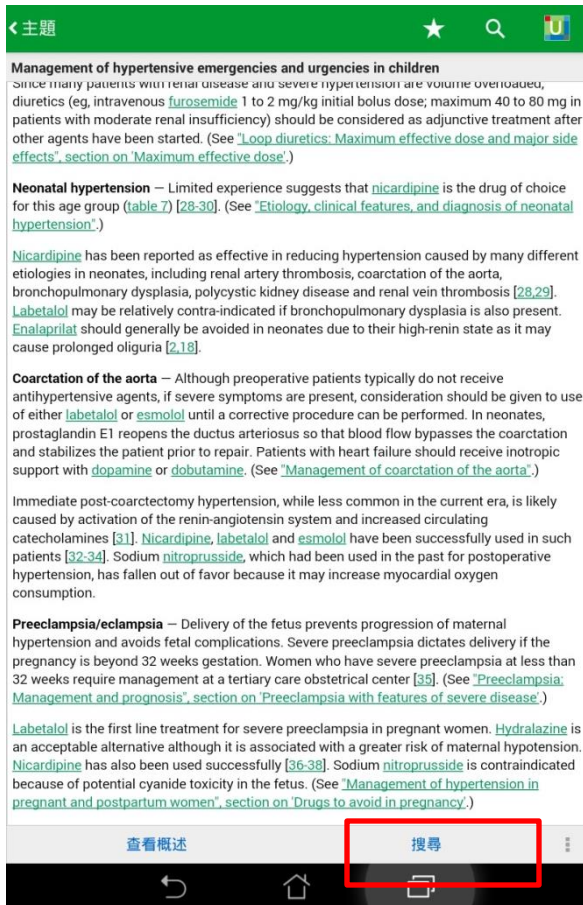 主題
Management of hypertensive emergencies and urgencies in children
Since many patients with renal disease and severe hypertension are volume overloaded,
diuretics (eg, intravenous furosemide 1 to 2 mg/kg initial bolus dose; maximum 40 to 80 mg in
patients with moderate renal insufficiency) should be considered as adjunctive treatment after
other agents have been started. (See "Loop diuretics: Maximum effective dose and major side
effects", section on 'Maximum effective dose'.)
Neonatal hypertension — Limited experience suggests that nicardipine is the drug of choice
for this age group (table 7) [28-30]. (See "Etiology, clinical features, and diagnosis of neonatal
hypertension".)
Nicardipine has been reported as effective in reducing hypertension caused by many different
etiologies in neonates, including renal artery thrombosis, coarctation of the aorta,
bronchopulmonary dysplasia, polycystic kidney disease and renal vein thrombosis [28,29].
Labetalol may be relatively contra-indicated if bronchopulmonary dysplasia is also present.
Enalaprilat should generally be avoided in neonates due to their high-renin state as it may
cause prolonged oliguria [2,18].
Coarctation of the aorta — Although preoperative patients typically do not receive
antihypertensive agents, if severe symptoms are present, consideration should be given to use
of either labetalol or esmolol until a corrective procedure can be performed. In neonates,
prostaglandin E1 reopens the ductus arteriosus so that blood flow bypasses the coarctation
and stabilizes the patient prior to repair. Patients with heart failure should receive inotropic
support with dopamine or dobutamine. (See "Management of coarctation of the aorta".)
Immediate post-coarctectomy hypertension, while less common in the current era, is likely
caused by activation of the renin-angiotensin system and increased circulating
catecholamines [31]. Nicardipine, labetalol and esmolol have been successfully used in such
patients [32-34]. Sodium nitroprusside, which had been used in the past for postoperative
hypertension, has fallen out of favor because it may increase myocardial oxygen
consumption.
Preeclampsia/eclampsia — Delivery of the fetus prevents progression of maternal
hypertension and avoids fetal complications. Severe preeclampsia dictates delivery if the
pregnancy is beyond 32 weeks gestation. Women who have severe preeclampsia at less than
32 weeks require management at a tertiary care obstetrical center [35]. (See "Preeclampsia:
Management and prognosis", section on 'Preeclampsia with features of severe disease'.)
Labetalol is the first line treatment for severe preeclampsia in pregnant women. Hydralazine is
an acceptable alternative although it is associated with a greater risk of maternal hypotension.
Nicardipine has also been used successfully [36-38]. Sodium nitroprusside is contraindicated
because of potential cyanide toxicity in the fetus. (See "Management of hypertension in
pregnant and postpartum women", section on 'Drugs to avoid in pregnancy'.)
查看概述 搜尋